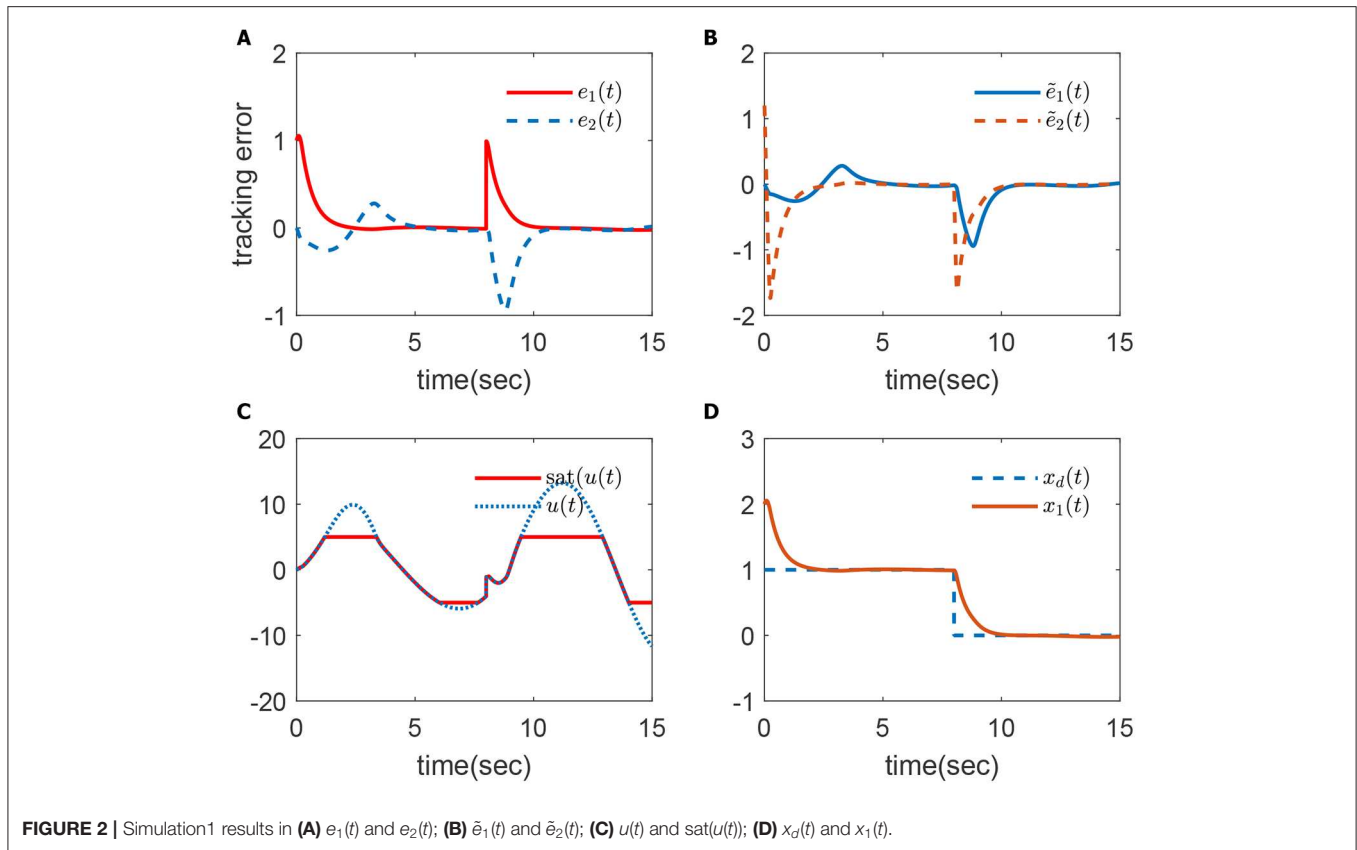 A
2
1
0
-1
tracking error
e₁(t)
e₂(t)
0 5 10 15
time(sec)
B
2
1
0
-1
-2
ẽ₁(t)
ẽ₂(t)
0 5 10 15
time(sec)
C
20
10
0
-10
-20
sat(u(t)
u(t)
0 5 10 15
time(sec)
D
3
2
1
0
-1
x_d(t)
x₁(t)
0 5 10 15
time(sec)
FIGURE 2 | Simulation1 results in (A) e₁(t) and e₂(t); (B) ẽ₁(t) and ẽ₂(t); (C) u(t) and sat(u(t)); (D) x_d(t) and x₁(t).